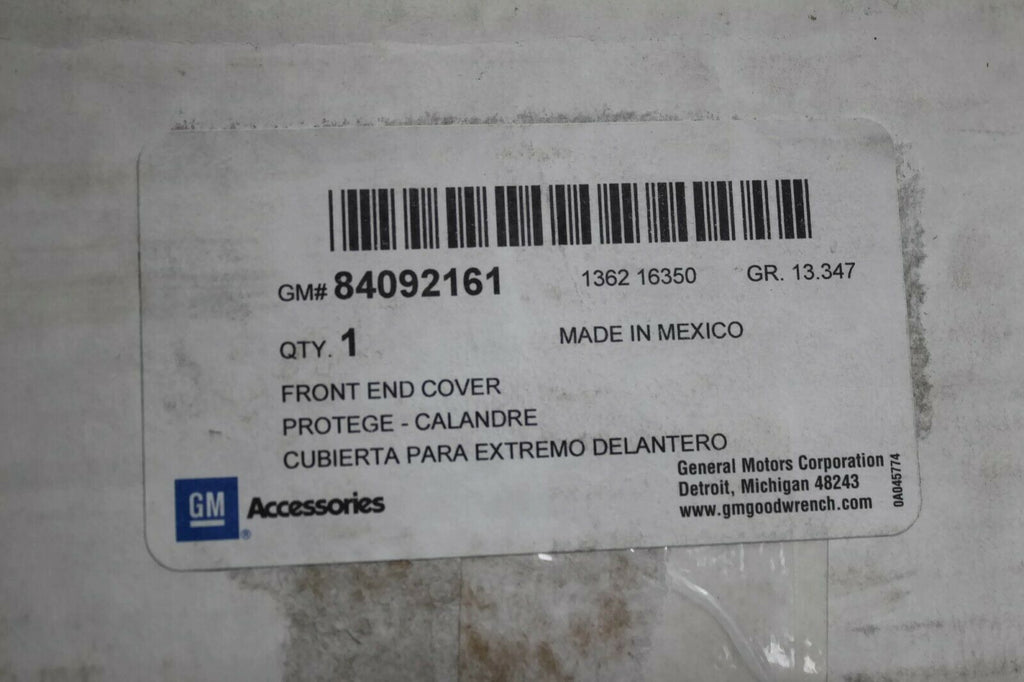 GM# 84092161 1362 16350 GR. 13.347
QTY. 1 MADE IN MEXICO
FRONT END COVER
PROTEGE - CALANDRE
CUBIERTA PARA EXTREMO DELANTERO
GM® Accessories
General Motors Corporation
Detroit, Michigan 48243
www.gmgoodwrench.com
0A045774